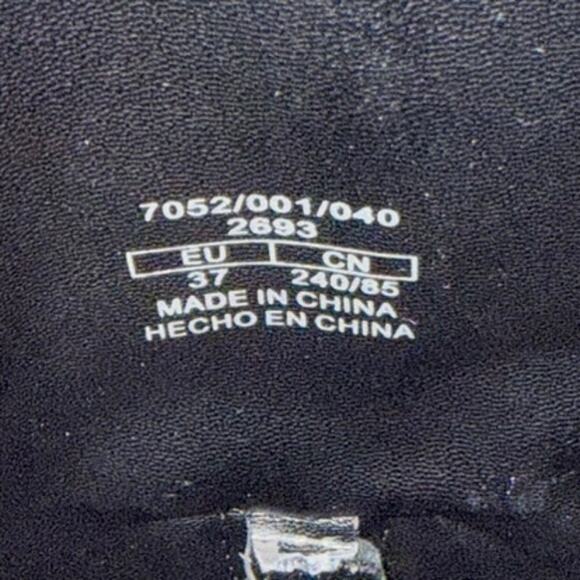 7052/001/040
2693
EU CN
37 240/85
MADE IN CHINA
HECHO EN CHINA